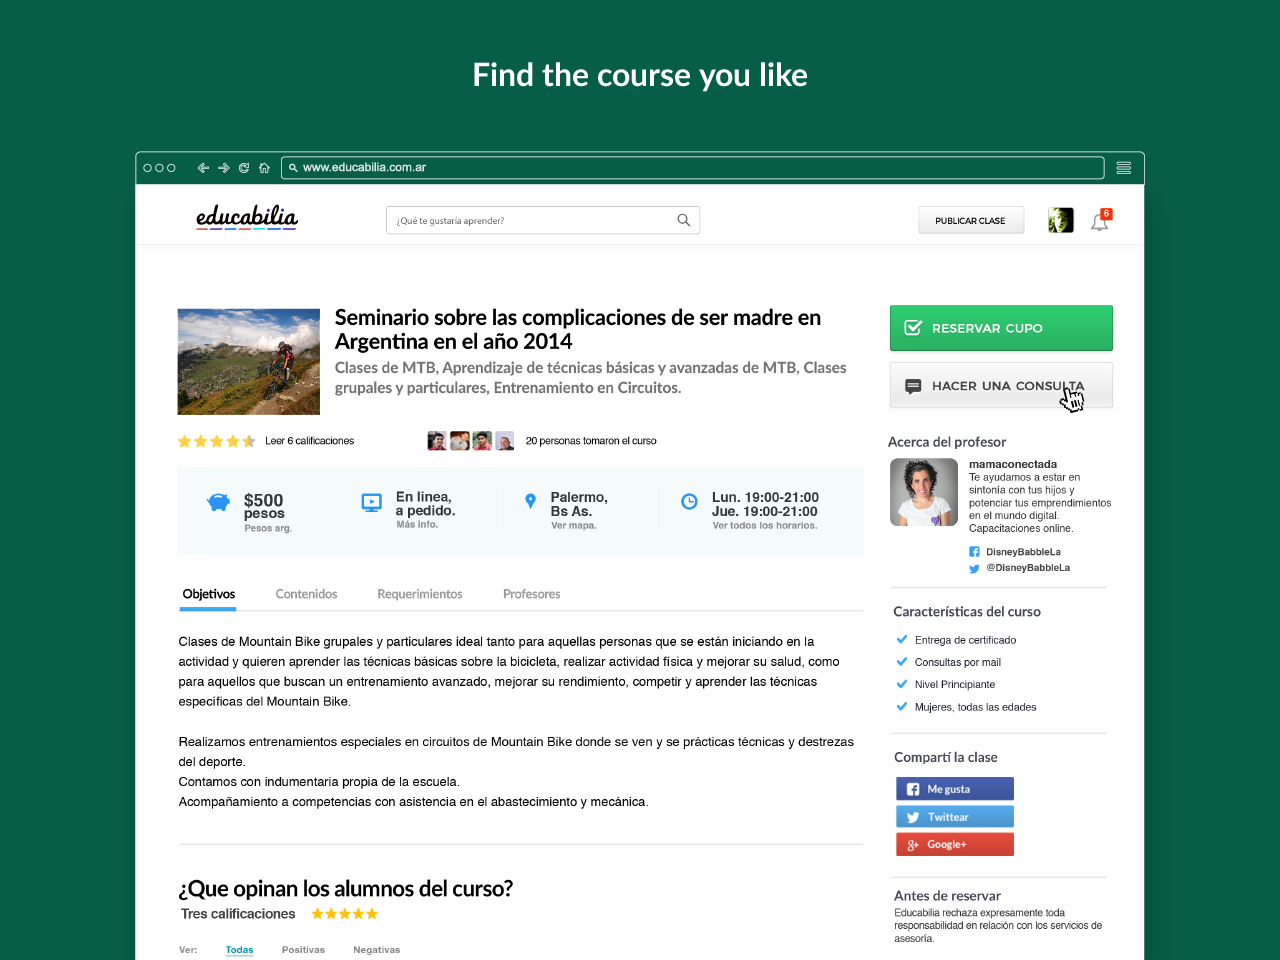 Find the course you like
www.educabilia.com.ar
educabilia
¿Qué te gustaría aprender?
PUBLICAR CLASE
6
Seminario sobre las complicaciones de ser madre en
Argentina en el año 2014
Clases de MTB, Aprendizaje de técnicas básicas y avanzadas de MTB, Clases
grupales y particulares, Entrenamiento en Circuitos.
RESERVAR CUPO
HACER UNA CONSULTA
Leer 6 calificaciones
20 personas tomaron el curso
$500
pesos
Pesos arg.
En linea,
a pedido.
Más info.
Palermo,
Bs As.
Ver mapa.
Lun. 19:00-21:00
Jue. 19:00-21:00
Ver todos los horarios.
Acerca del profesor
mamaconectada
Te ayudamos a estar en
sintonía con tus hijos y
potenciar tus emprendimientos
en el mundo digital.
Capacitaciones online.
DisneyBabbleLa
@DisneyBabbleLa
Objetivos
Contenidos
Requerimientos
Profesores
Clases de Mountain Bike grupales y particulares ideal tanto para aquellas personas que se están iniciando en la
actividad y quieren aprender las técnicas básicas sobre la bicicleta, realizar actividad física y mejorar su salud, como
para aquellos que buscan un entrenamiento avanzado, mejorar su rendimiento, competir y aprender las técnicas
específicas del Mountain Bike.
Realizamos entrenamientos especiales en circuitos de Mountain Bike donde se ven y se prácticas técnicas y destrezas
del deporte.
Contamos con indumentaria propia de la escuela.
Acompañamiento a competencias con asistencia en el abastecimiento y mecánica.
Características del curso
Entrega de certificado
Consultas por mail
Nivel Principiante
Mujeres, todas las edades
Compartí la clase
Me gusta
Twittear
Google+
¿Que opinan los alumnos del curso?
Tres calificaciones
Ver:
Todas
Positivas
Negativas
Antes de reservar
Educabilia rechaza expresamente toda
responsabilidad en relación con los servicios de
asesoría.